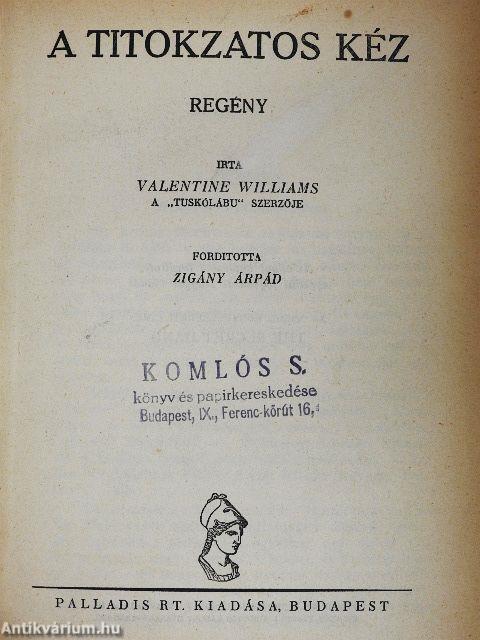 A TITOKZATOS KÉZ
REGÉNY
IRTA
VALENTINE WILLIAMS
A „TUSKÓLÁBU" SZERZŐJE
FORDITOTTA
ZIGÁNY ÁRPÁD
KOMLÓS S.
könyv és papirkereskedése
Budapest, IX., Ferenc-körút 16.
PALLADIS RT. KIADÁSA, BUDAPEST
Antikvárium.hu